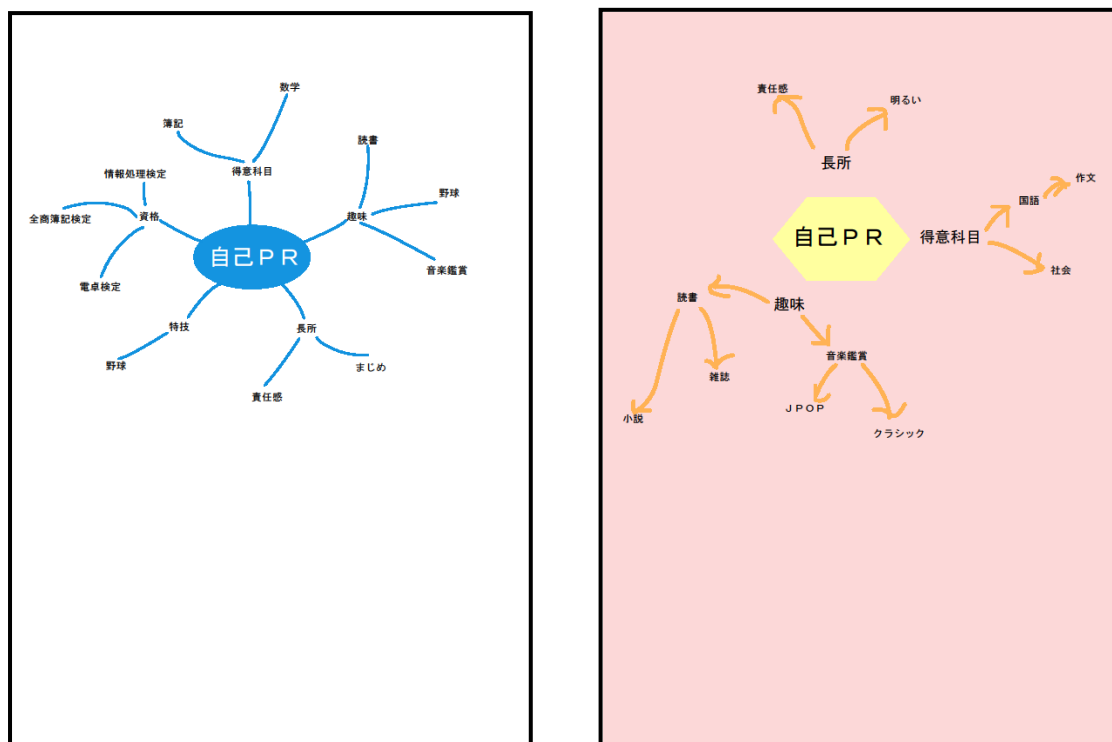 数学
簿記
読書
情報処理検定
得意科目
野球
全商簿記検定
資格
趣味
自己ＰＲ
音楽鑑賞
電卓検定
特技
長所
野球
まじめ
責任感
責任感
明るい
長所
作文
国語
自己ＰＲ
得意科目
社会
読書
趣味
音楽鑑賞
雑誌
ＪＰＯＰ
小説
クラシック